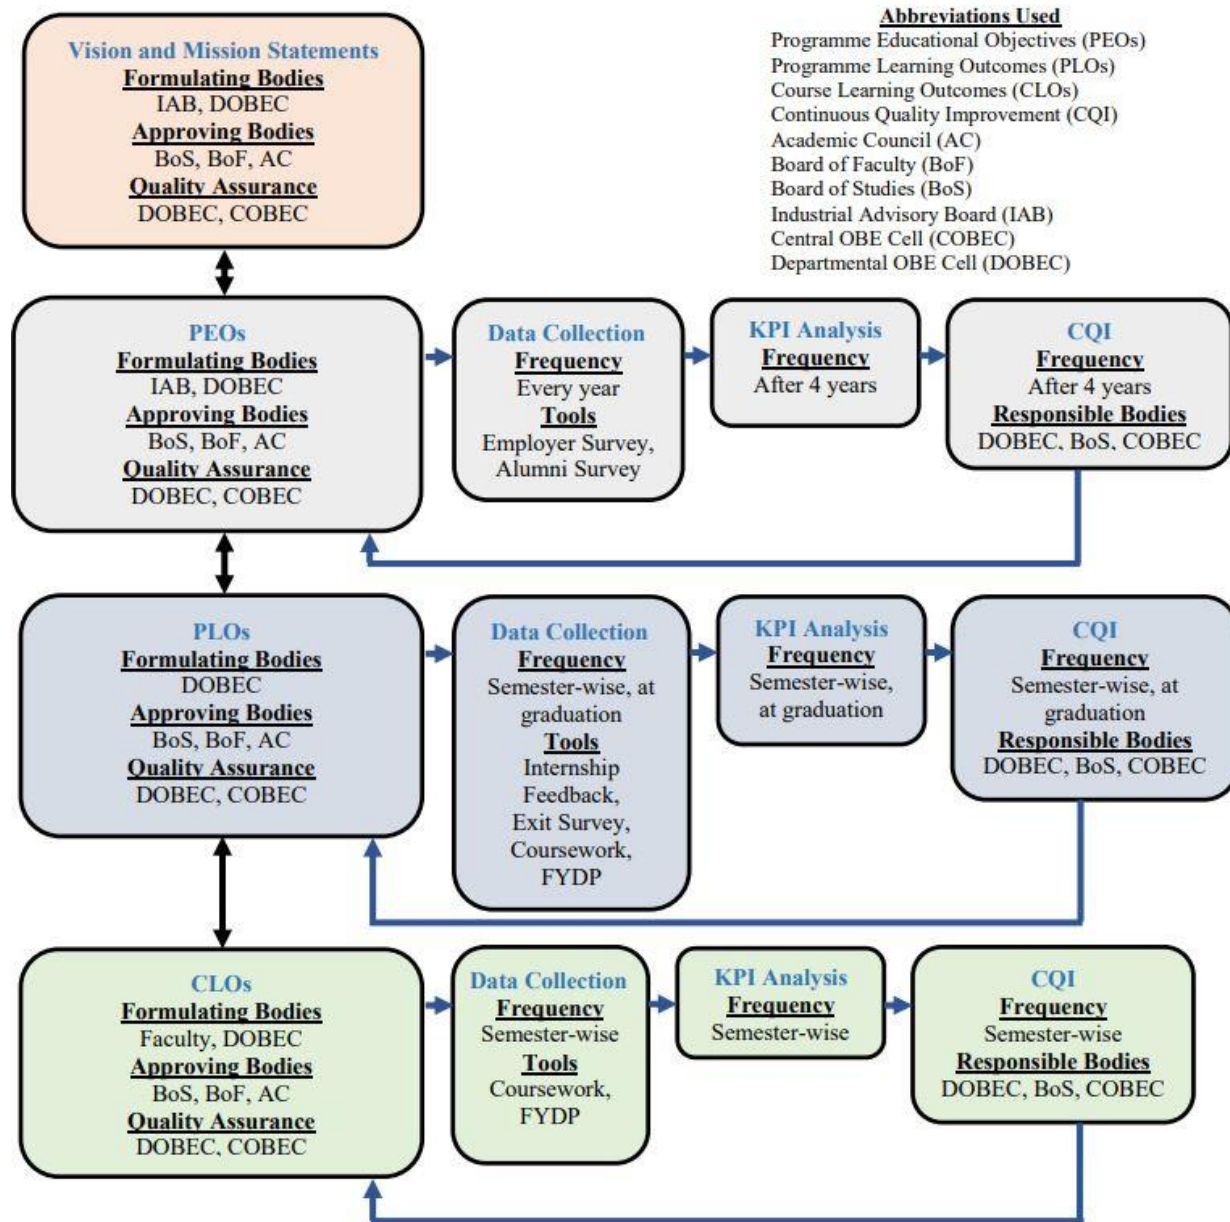 Vision and Mission Statements
Formulating Bodies
IAB, DOBEC
Approving Bodies
BoS, BoF, AC
Quality Assurance
DOBEC, COBEC
Abbreviations Used
Programme Educational Objectives (PEOs)
Programme Learning Outcomes (PLOs)
Course Learning Outcomes (CLOs)
Continuous Quality Improvement (CQI)
Academic Council (AC)
Board of Faculty (BoF)
Board of Studies (BoS)
Industrial Advisory Board (IAB)
Central OBE Cell (COBEC)
Departmental OBE Cell (DOBEC)
PEOs
Formulating Bodies
IAB, DOBEC
Approving Bodies
BoS, BoF, AC
Quality Assurance
DOBEC, COBEC
Data Collection
Frequency
Every year
Tools
Employer Survey,
Alumni Survey
KPI Analysis
Frequency
After 4 years
CQI
Frequency
After 4 years
Responsible Bodies
DOBEC, BoS, COBEC
PLOs
Formulating Bodies
DOBEC
Approving Bodies
BoS, BoF, AC
Quality Assurance
DOBEC, COBEC
Data Collection
Frequency
Semester-wise, at
graduation
Tools
Internship
Feedback,
Exit Survey,
Coursework,
FYDP
KPI Analysis
Frequency
Semester-wise,
at graduation
CQI
Frequency
Semester-wise, at
graduation
Responsible Bodies
DOBEC, BoS, COBEC
CLOs
Formulating Bodies
Faculty, DOBEC
Approving Bodies
BoS, BoF, AC
Quality Assurance
DOBEC, COBEC
Data Collection
Frequency
Semester-wise
Tools
Coursework,
FYDP
KPI Analysis
Frequency
Semester-wise
CQI
Frequency
Semester-wise
Responsible Bodies
DOBEC, BoS, COBEC